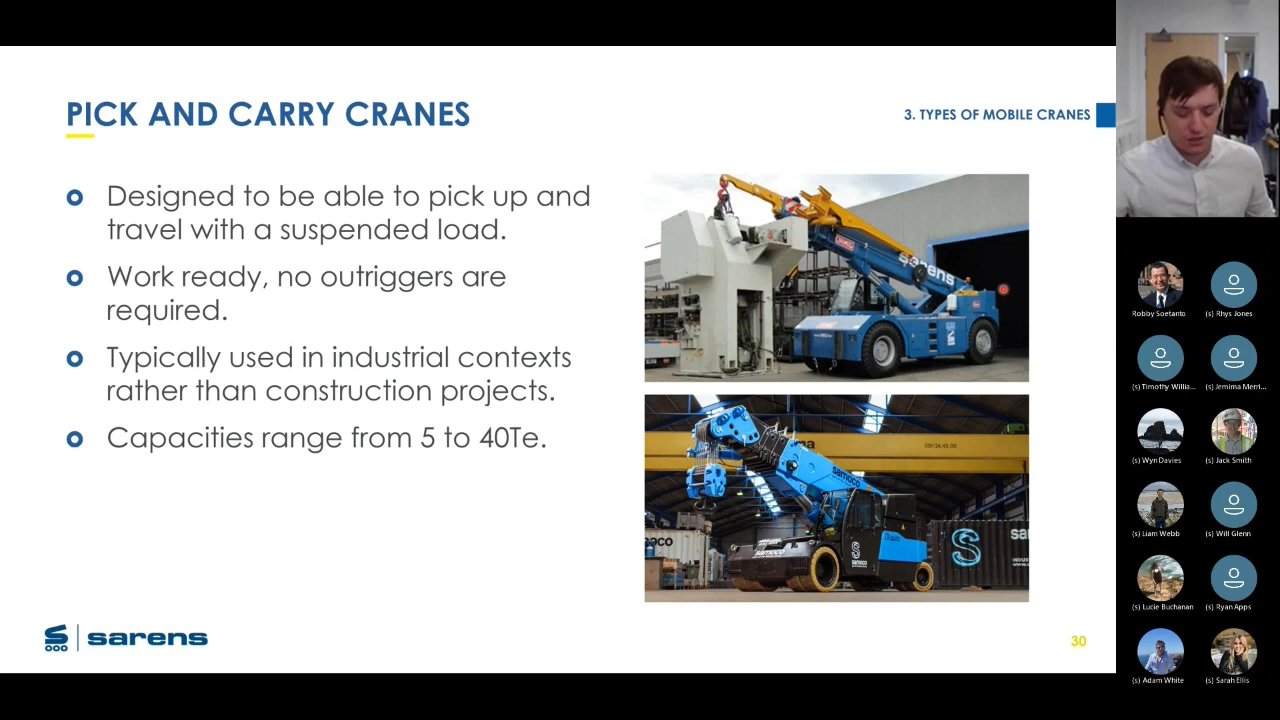 PICK AND CARRY CRANES
3. TYPES OF MOBILE CRANES
Designed to be able to pick up and
travel with a suspended load.
Work ready, no outriggers are
required.
Typically used in industrial contexts
rather than construction projects.
Capacities range from 5 to 40Te.
sarens
samoco
samoco
S
sarens
30
Robby Soetanto
(s) Rhys Jones
(s) Timothy Willia...
(s) Jemima Merri...
(s) Wyn Davies
(s) Jack Smith
(s) Liam Webb
(s) Will Glenn
(s) Lucie Buchanan
(s) Ryan Apps
(s) Adam White
(s) Sarah Ellis